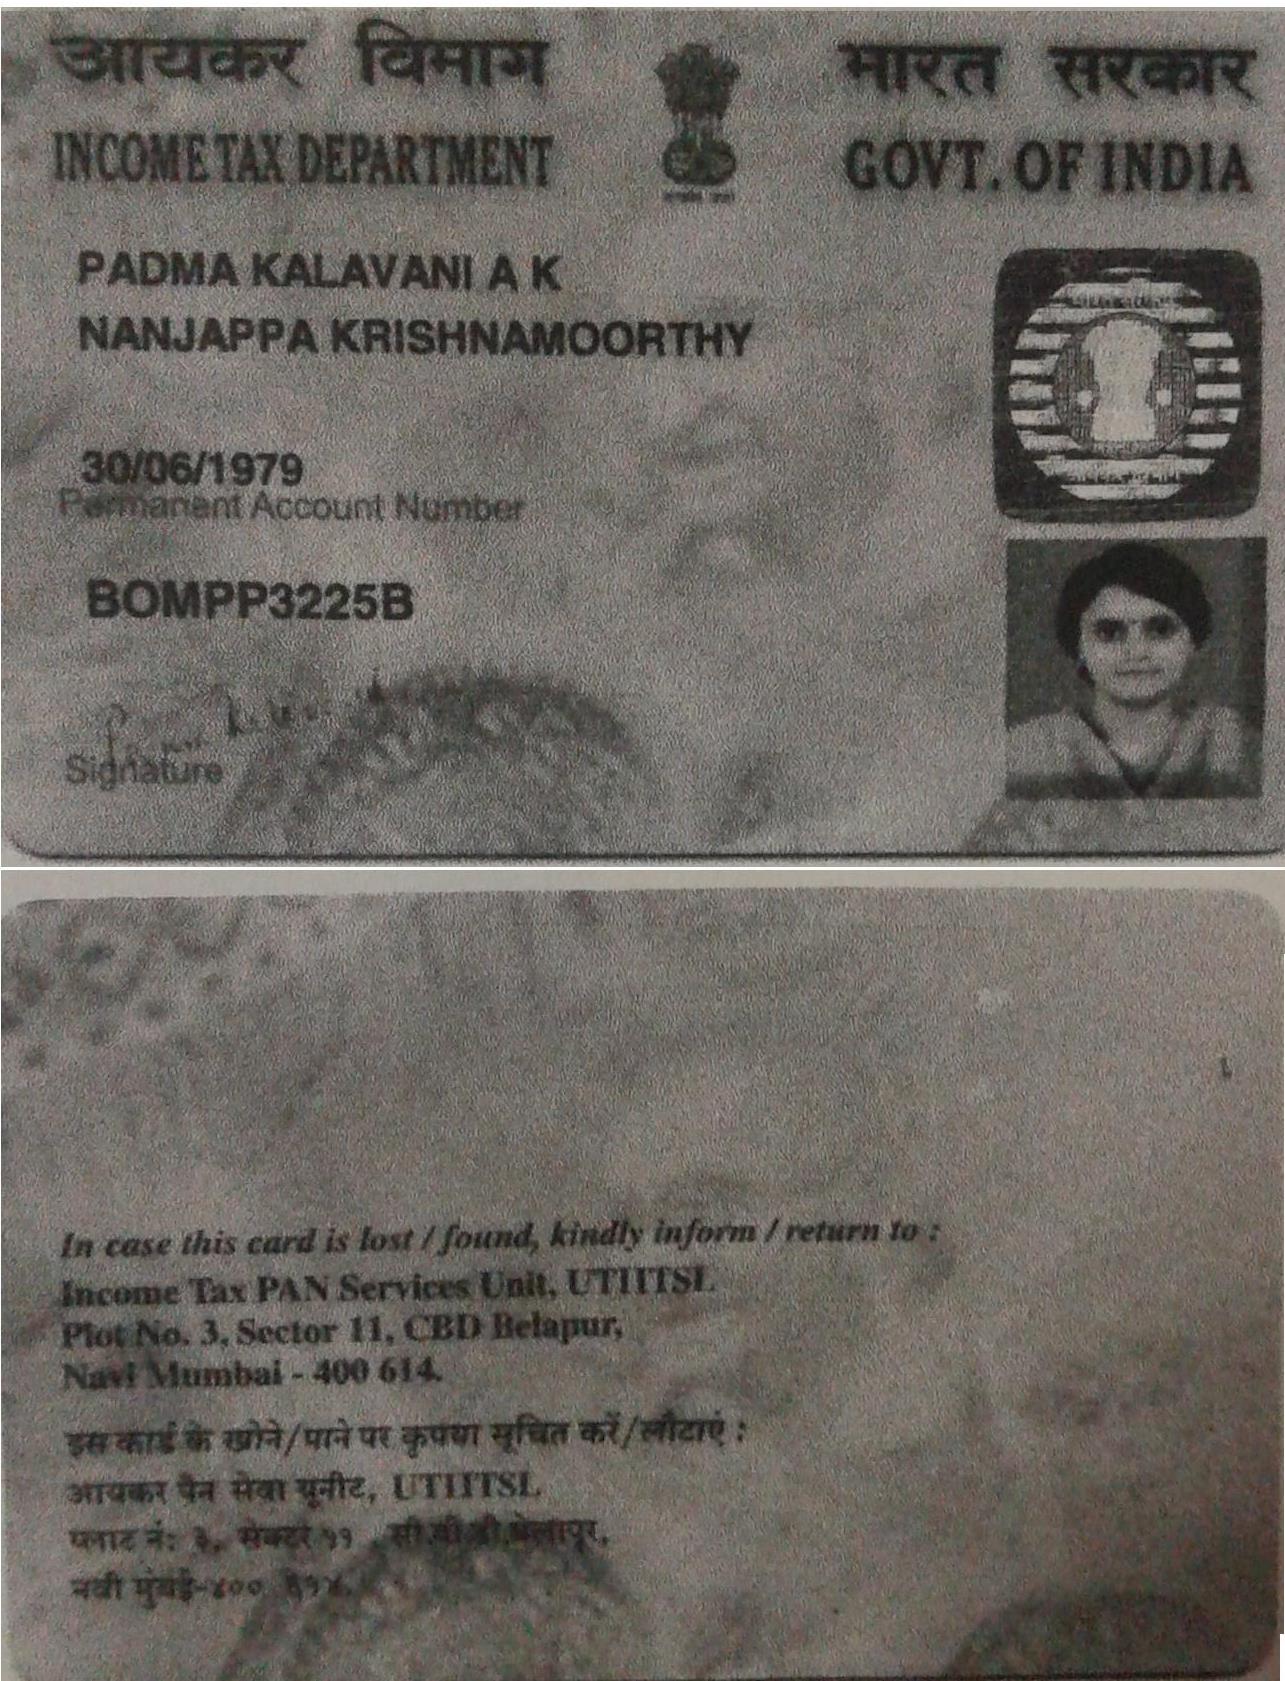 आयकर विभाग
INCOME TAX DEPARTMENT
भारत सरकार
GOVT. OF INDIA
PADMA KALAVANI A K
NANJAPPA KRISHNAMOORTHY
30/06/1979
Permanent Account Number
BOMPP3225B
Signature
In case this card is lost / found, kindly inform / return to :
Income Tax PAN Services Unit, UTIITSL
Plot No. 3, Sector 11, CBD Belapur,
Navi Mumbai - 400 614.
इस कार्ड के खोने/पाने पर कृपया सूचित करें/लौटाएं :
आयकर पैन सेवा यूनीट, UTIITSL
प्लाट नं: ३, सेक्टर ११ , सी.बी.डी.बेलापूर,
नवी मुंबई-४०० ६१४.